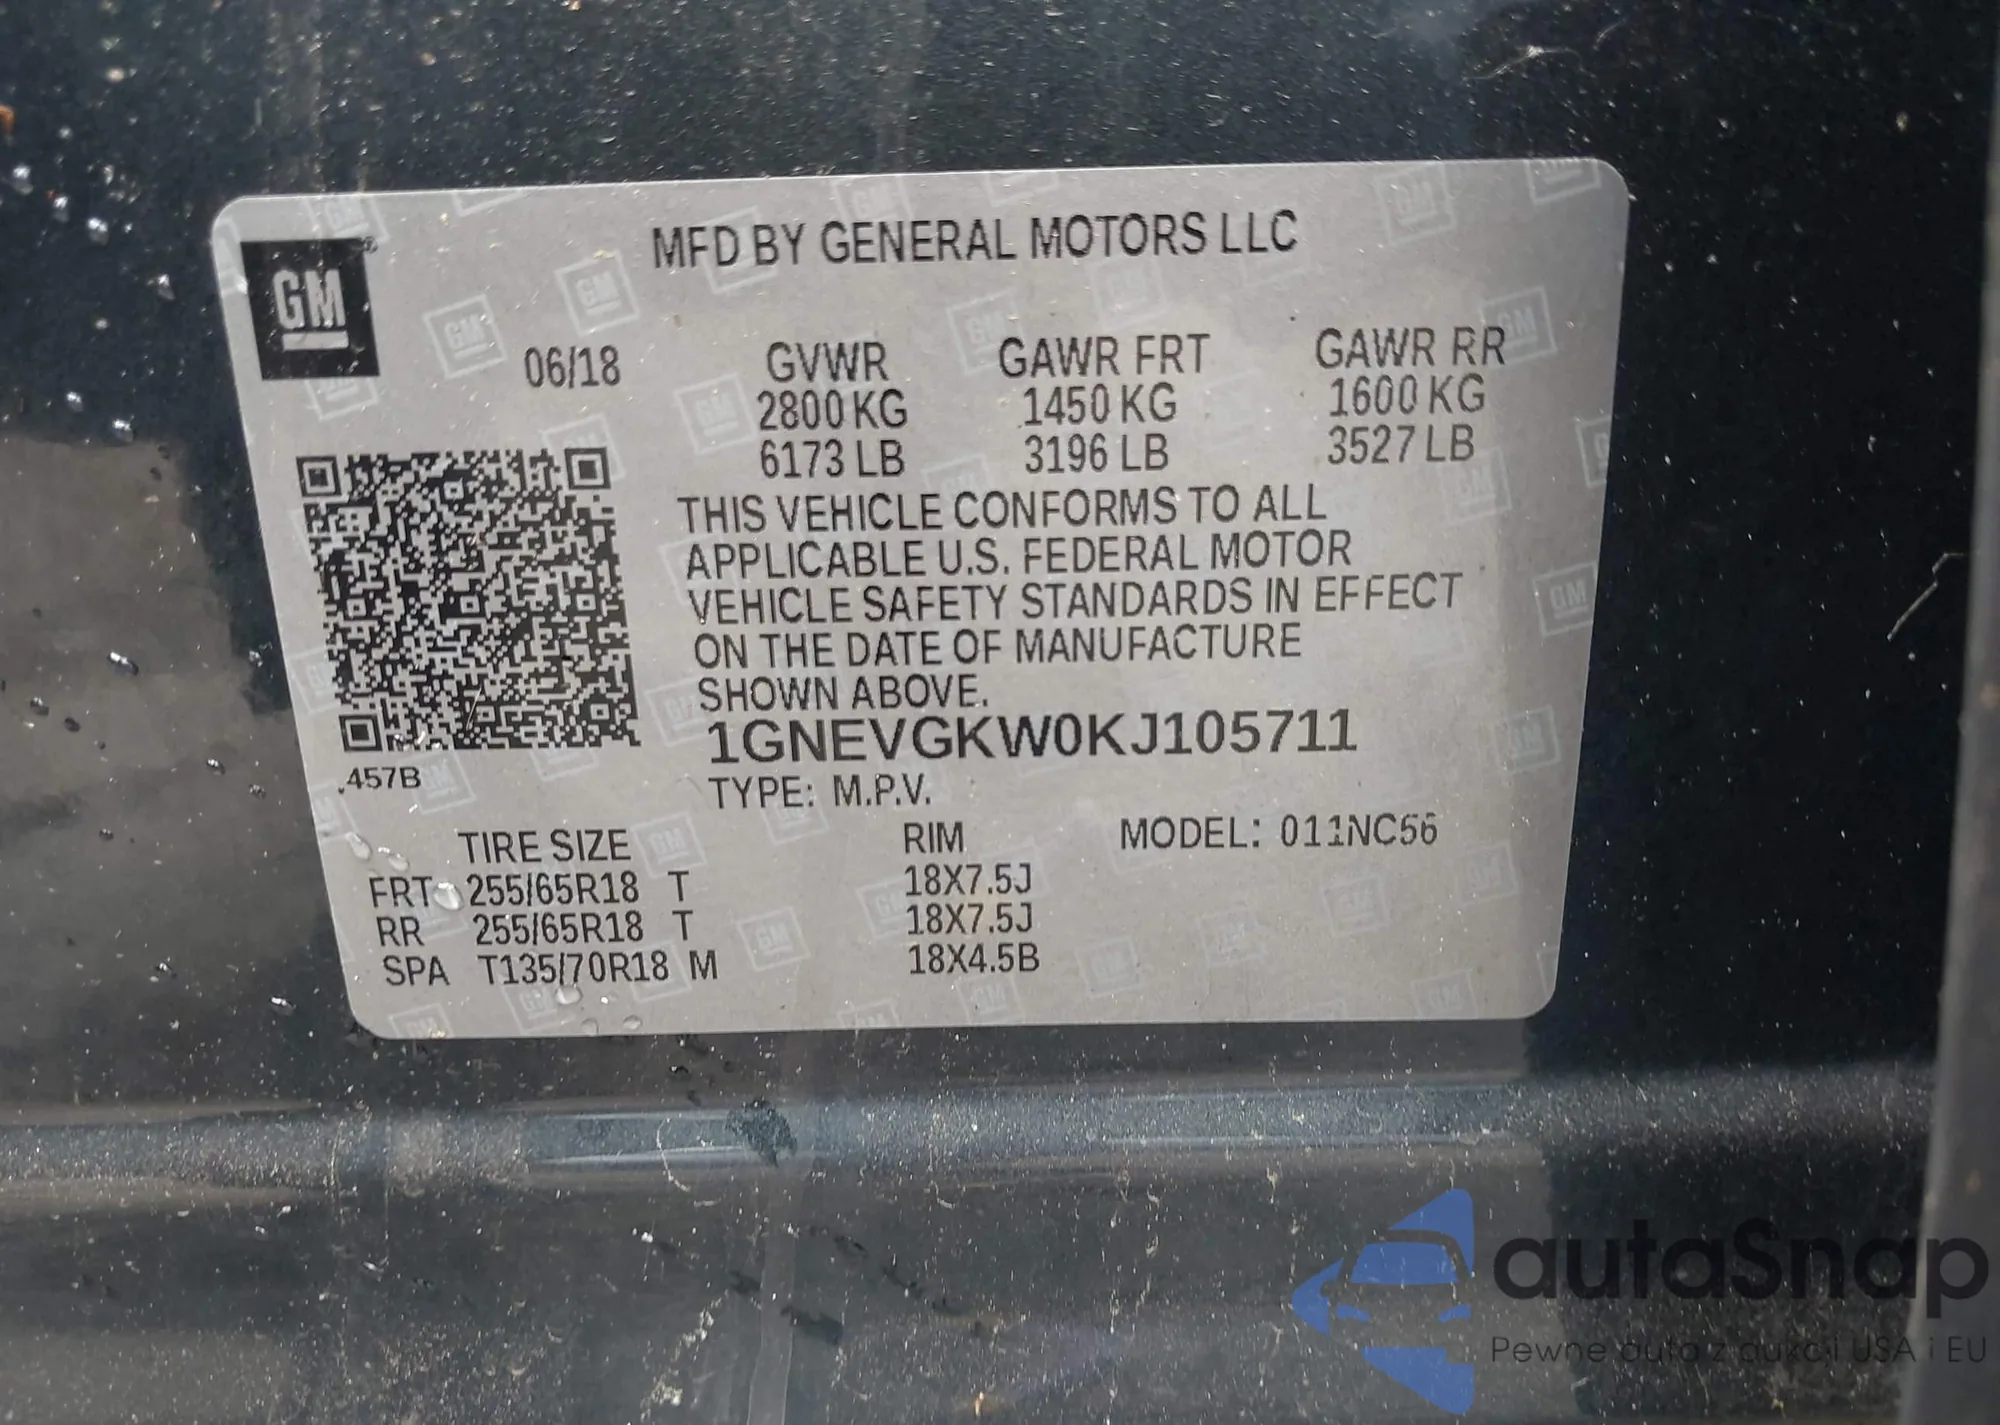 MFD BY GENERAL MOTORS LLC
GM
06/18 GVWR GAWR FRT GAWR RR
2800 KG 1450 KG 1600 KG
6173 LB 3196 LB 3527 LB
THIS VEHICLE CONFORMS TO ALL
APPLICABLE U.S. FEDERAL MOTOR
VEHICLE SAFETY STANDARDS IN EFFECT
ON THE DATE OF MANUFACTURE
SHOWN ABOVE.
1GNEVGKW0KJ105711
457B
TYPE: M.P.V.
TIRE SIZE RIM MODEL: 011NC56
FRT 255/65R18 T 18X7.5J
RR 255/65R18 T 18X7.5J
SPA T135/70R18 M 18X4.5B
autaSnap
Pewne auta z aukcji USA i EU